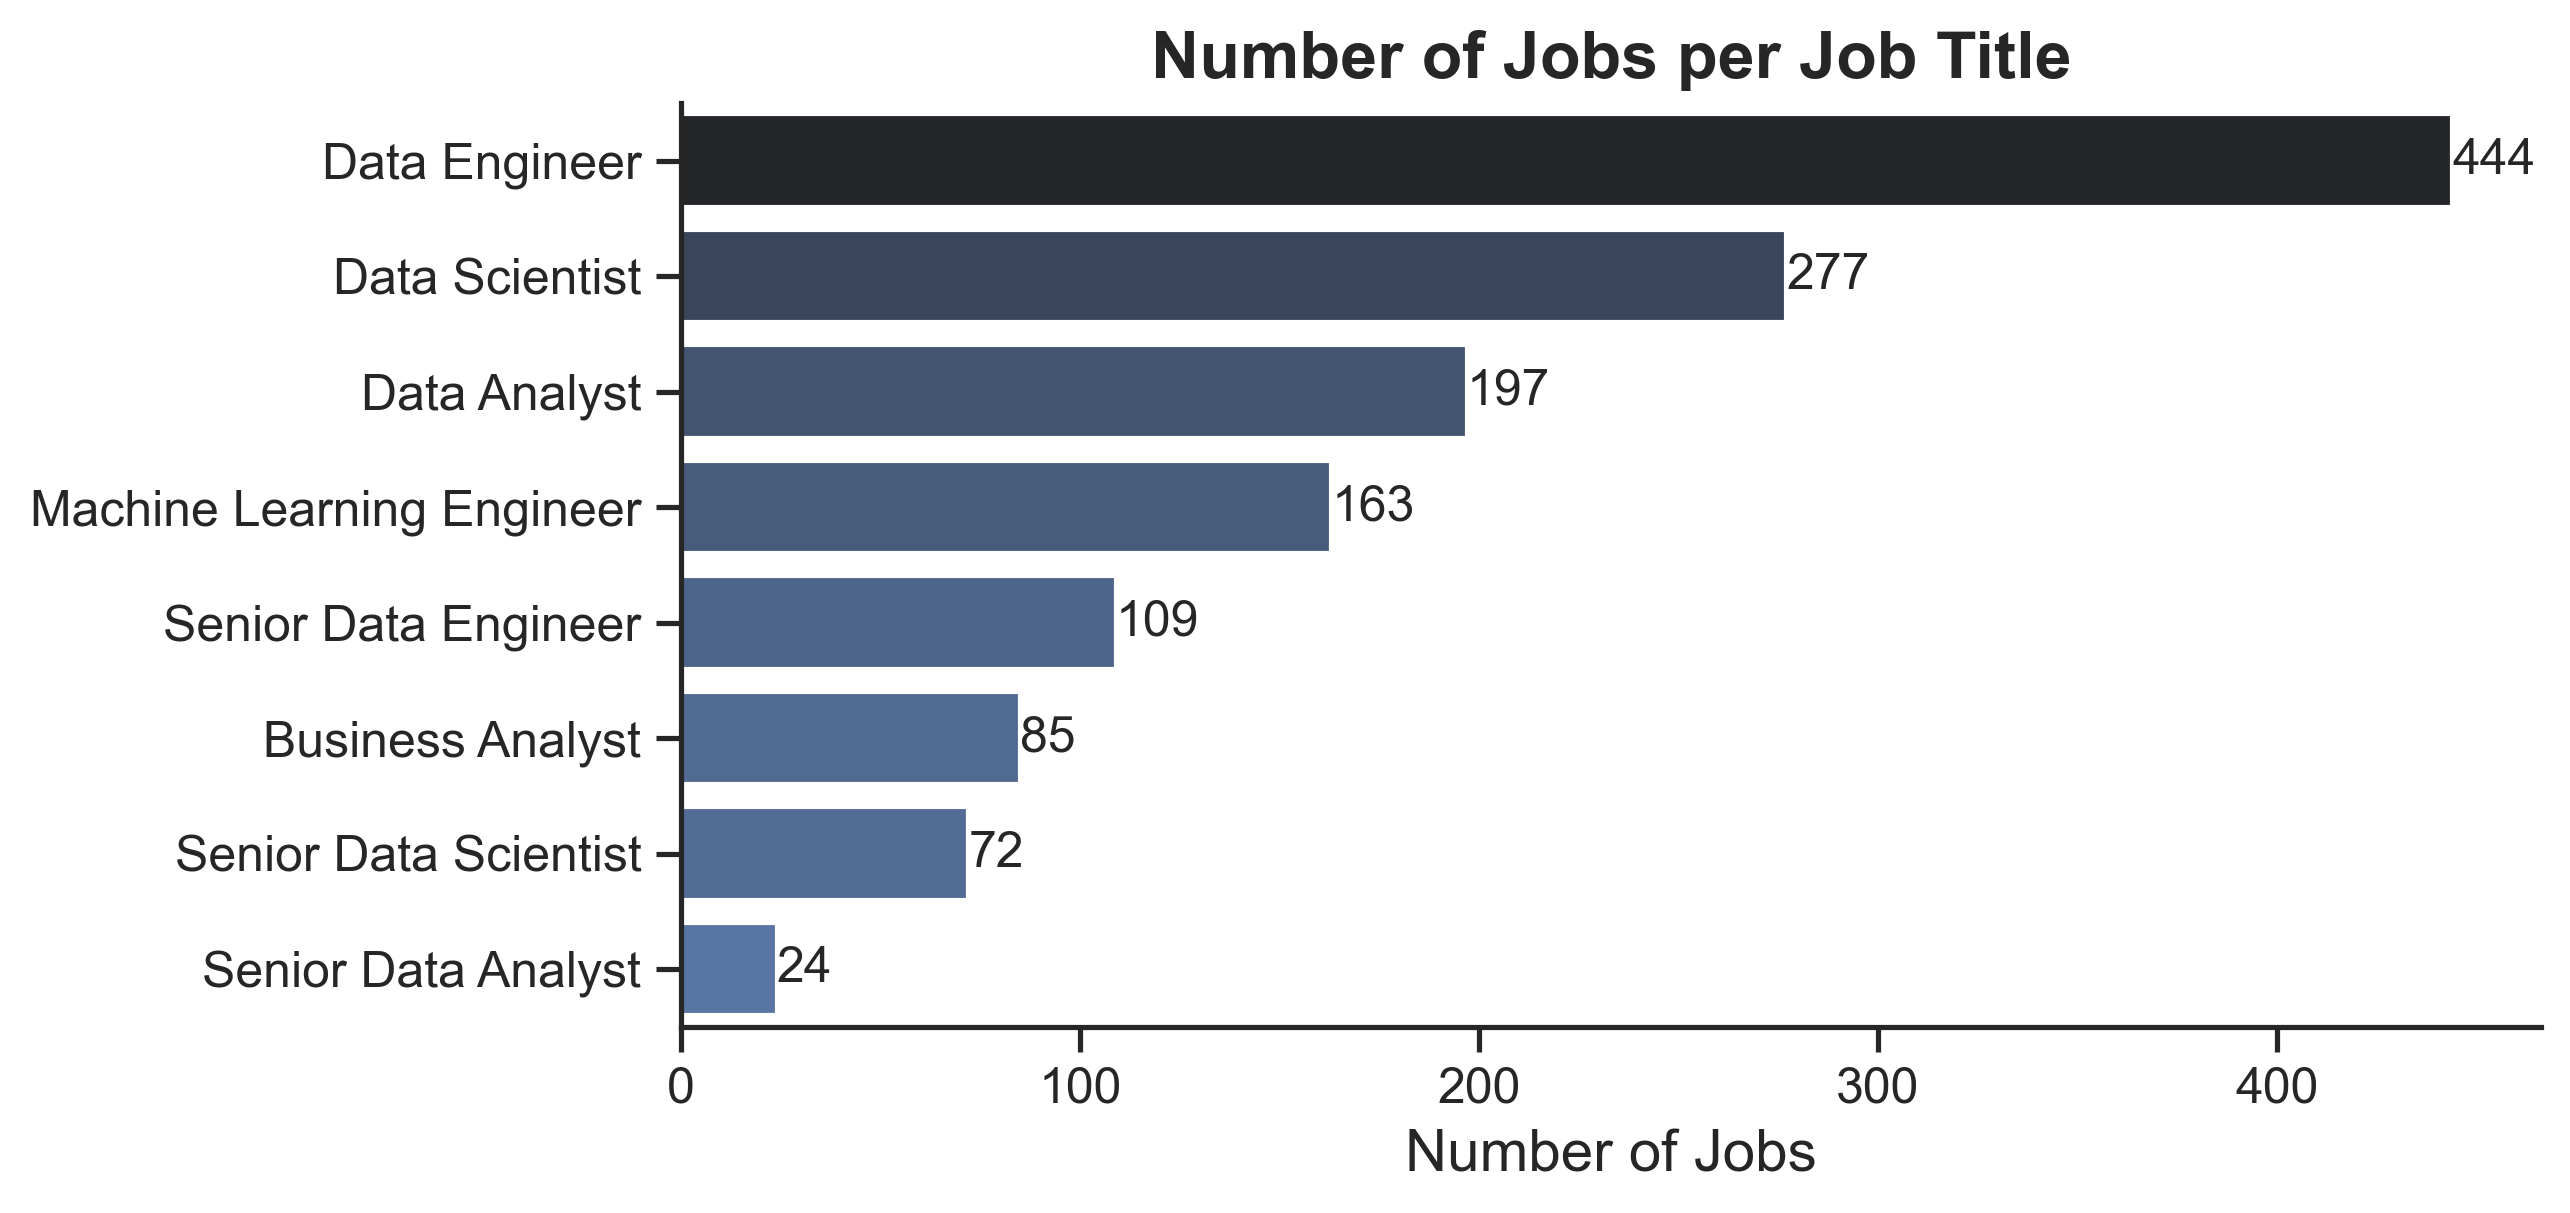 Number of Jobs per Job Title
Data Engineer 444
Data Scientist 277
Data Analyst 197
Machine Learning Engineer 163
Senior Data Engineer 109
Business Analyst 85
Senior Data Scientist 72
Senior Data Analyst 24
0 100 200 300 400
Number of Jobs